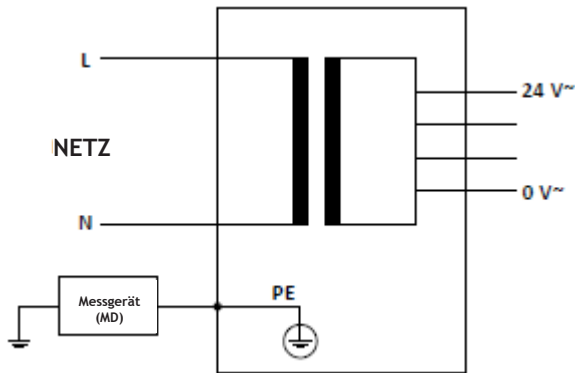 L
24 V~
NETZ
0 V~
N
PE
Messgerät
(MD)